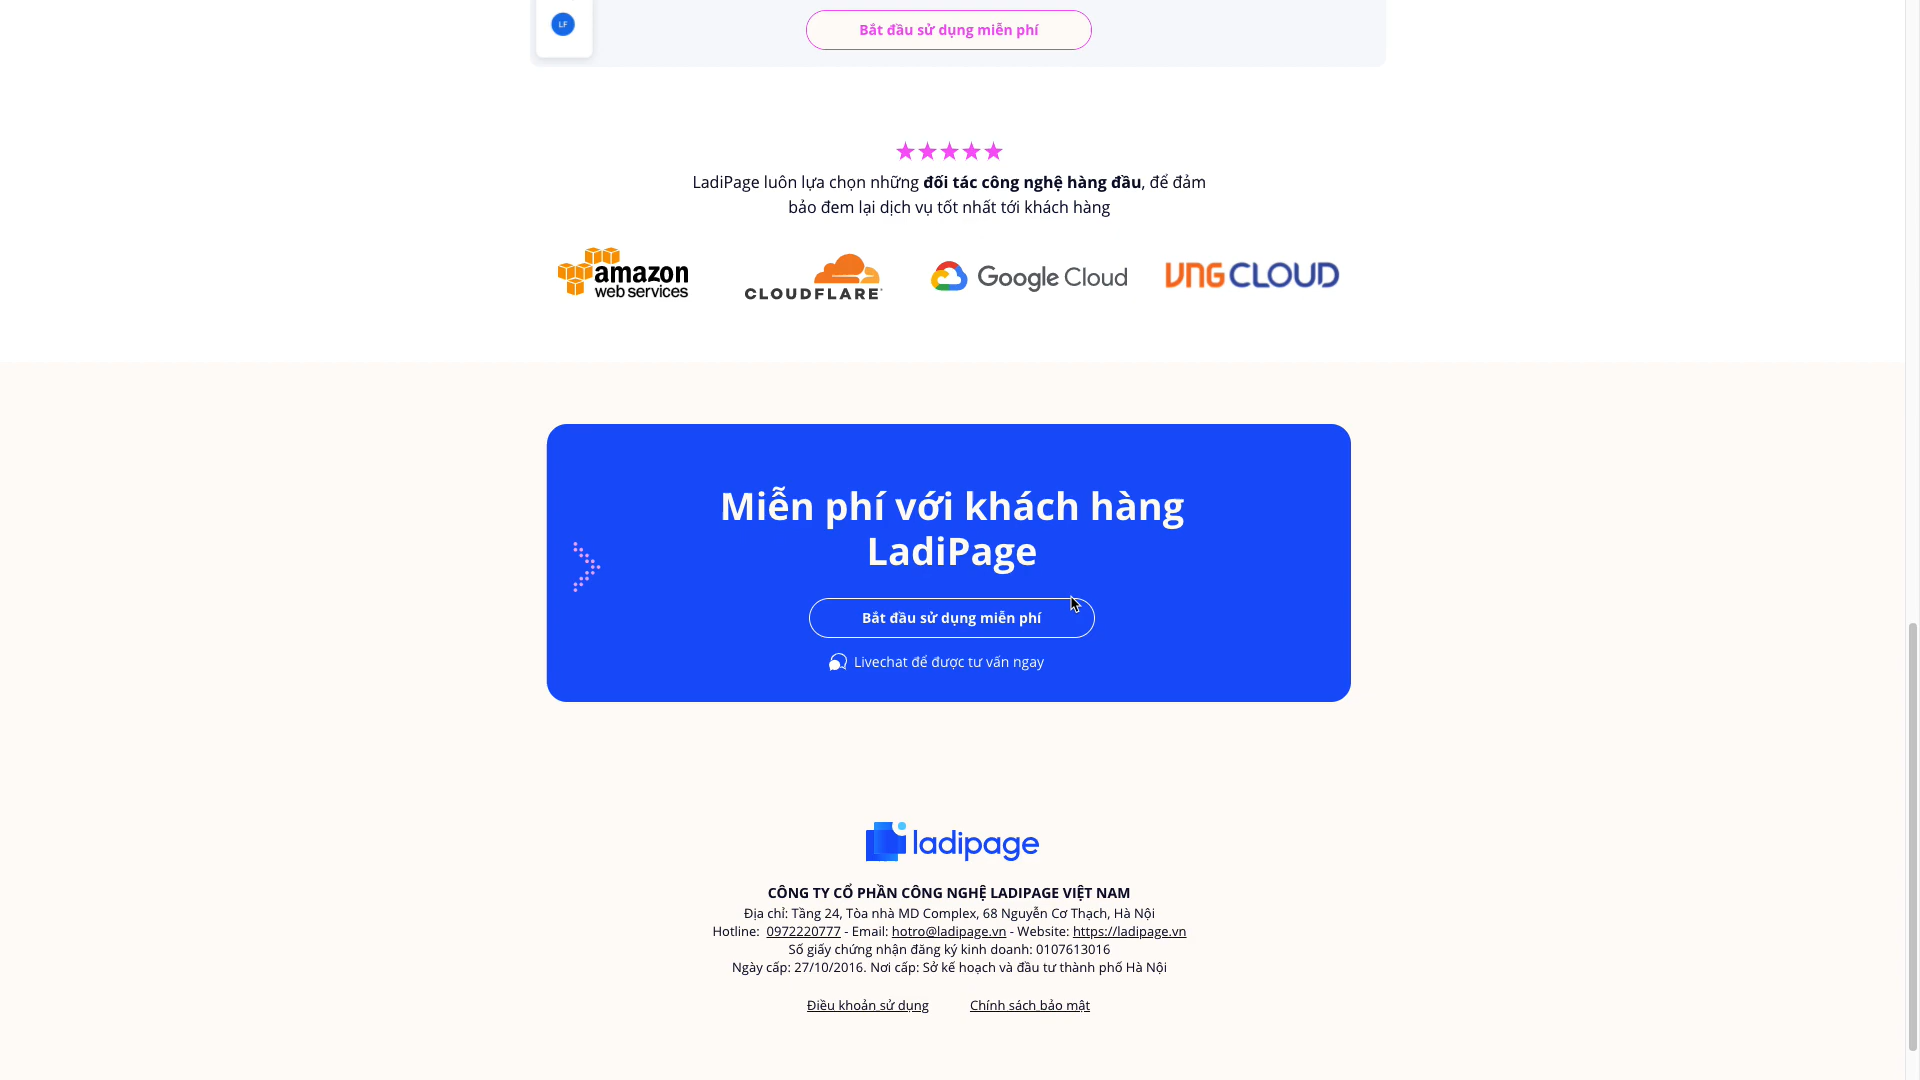 LF
Bắt đầu sử dụng miễn phí
LadiPage luôn lựa chọn những đối tác công nghệ hàng đầu, để đảm
bảo đem lại dịch vụ tốt nhất tới khách hàng
amazon
web services
CLOUDFLARE
Google Cloud
VNG CLOUD
Miễn phí với khách hàng
LadiPage
Bắt đầu sử dụng miễn phí
Livechat để được tư vấn ngay
ladipage
CÔNG TY CỔ PHẦN CÔNG NGHỆ LADIPAGE VIỆT NAM
Địa chỉ: Tầng 24, Tòa nhà MD Complex, 68 Nguyễn Cơ Thạch, Hà Nội
Hotline: 0972220777 - Email: hotro@ladipage.vn - Website: https://ladipage.vn
Số giấy chứng nhận đăng ký kinh doanh: 0107613016
Ngày cấp: 27/10/2016. Nơi cấp: Sở kế hoạch và đầu tư thành phố Hà Nội
Điều khoản sử dụng Chính sách bảo mật